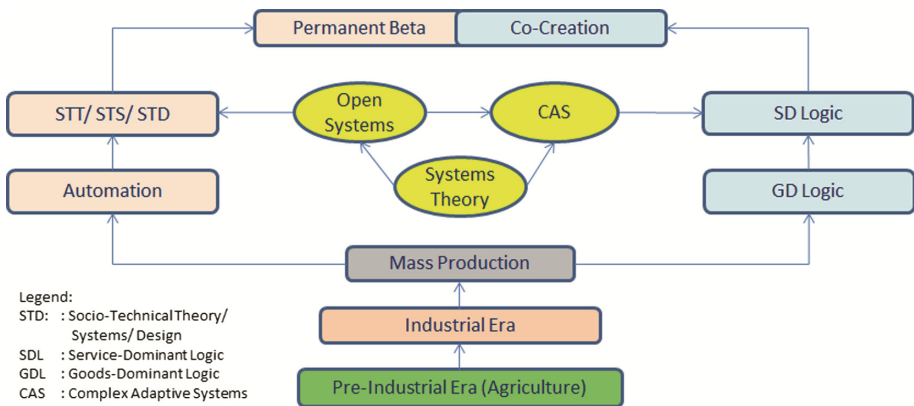 Permanent Beta
Co-Creation
STT/ STS/ STD
Open
Systems
CAS
SD Logic
Automation
Systems
Theory
GD Logic
Mass Production
Industrial Era
Pre-Industrial Era (Agriculture)
Legend:
STD: : Socio-Technical Theory/
Systems/ Design
SDL : Service-Dominant Logic
GDL : Goods-Dominant Logic
CAS : Complex Adaptive Systems